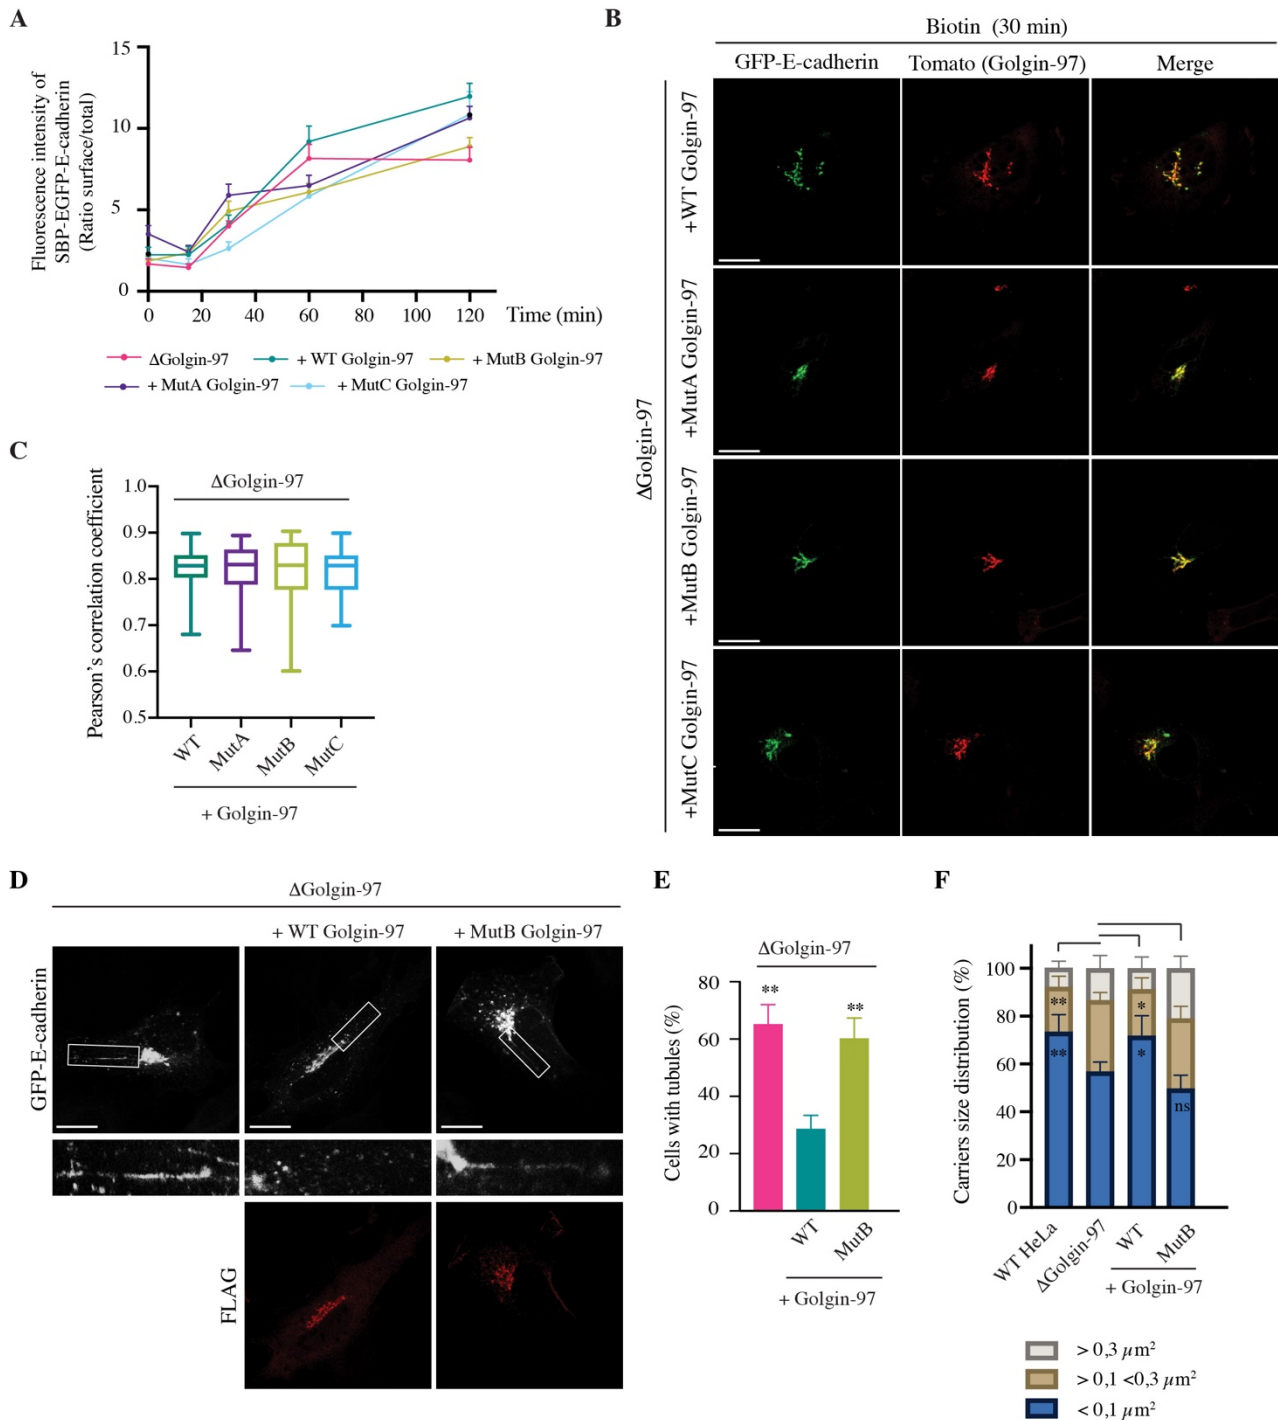 A
Fluorescence intensity of
SBP-EGFP-E-cadherin
(Ratio surface/total)
15
10
5
0
0 20 40 60 80 100 120 Time (min)
ΔGolgin-97 + WT Golgin-97 + MutB Golgin-97
+ MutA Golgin-97 + MutC Golgin-97
B
Biotin (30 min)
GFP-E-cadherin Tomato (Golgin-97) Merge
ΔGolgin-97
+WT Golgin-97
+MutA Golgin-97
+MutB Golgin-97
+MutC Golgin-97
C
ΔGolgin-97
Pearson's correlation coefficient
1.0
0.9
0.8
0.7
0.6
0.5
WT MutA MutB MutC
+ Golgin-97
D
ΔGolgin-97
+ WT Golgin-97 + MutB Golgin-97
GFP-E-cadherin
FLAG
E
ΔGolgin-97
Cells with tubules (%)
80
60
40
20
0
** **
WT MutB
+ Golgin-97
F
Carriers size distribution (%)
100
80
60
40
20
0
** *
** *
ns
WT HeLa ΔGolgin-97 WT MutB
+ Golgin-97
> 0,3 µm²
> 0,1 <0,3 µm²
< 0,1 µm²